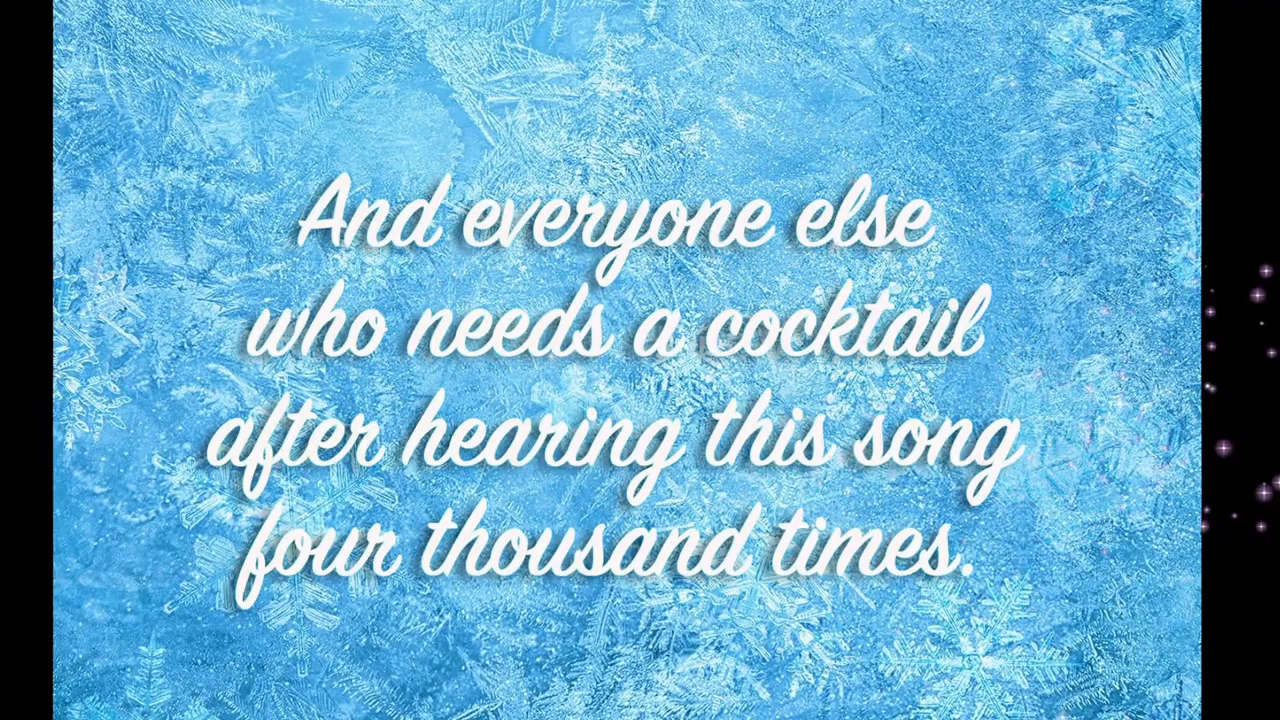 And everyone else
who needs a cocktail
after hearing this song
four thousand times.